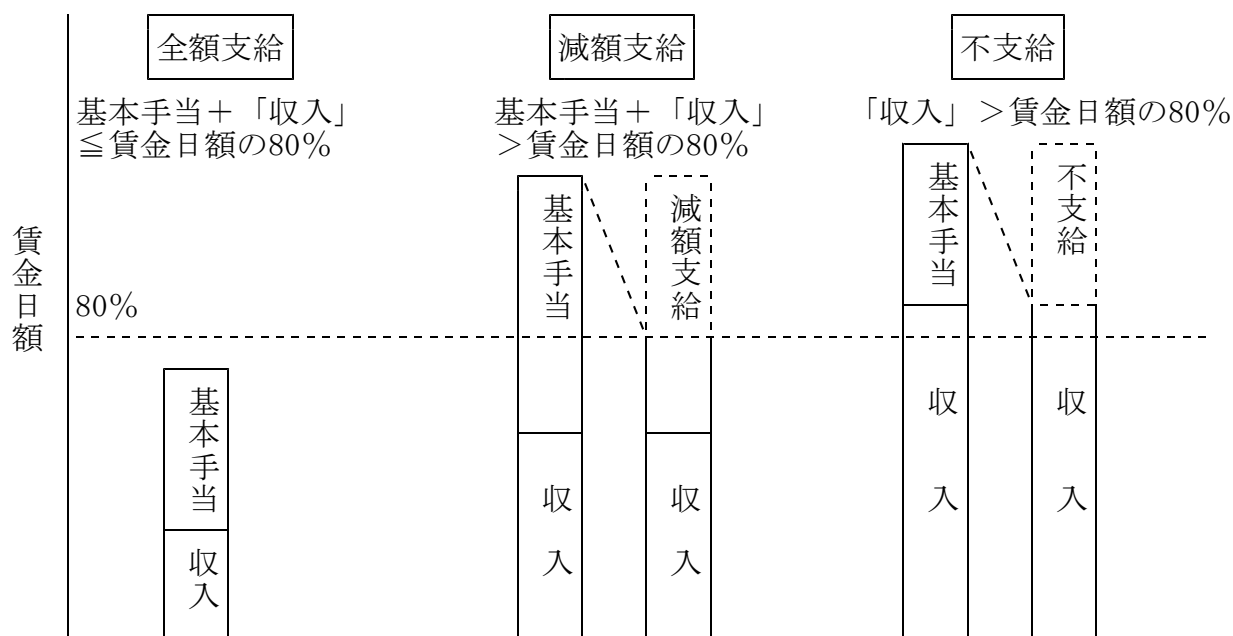 全額支給
基本手当＋「収入」
≦賃金日額の80％
減額支給
基本手当＋「収入」
＞賃金日額の80％
不支給
「収入」＞賃金日額の80％
賃金日額
80％
基本手当
収入
基本手当
収入
減額支給
収入
基本手当
収入
不支給
収入